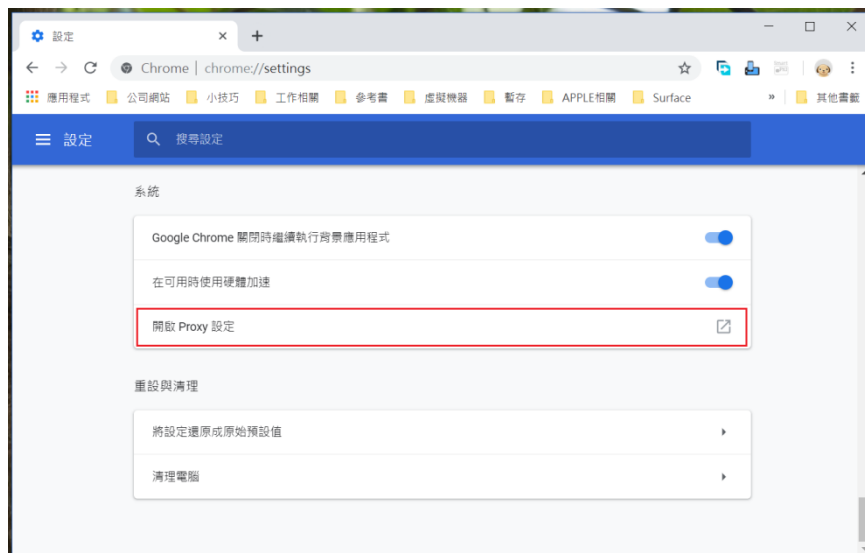 設定
Chrome | chrome://settings
應用程式 公司網站 小技巧 工作相關 參考書 虛擬機器 暫存 APPLE相關 Surface » 其他書籤
設定 搜尋設定
系統
Google Chrome 關閉時繼續執行背景應用程式
在可用時使用硬體加速
開啟 Proxy 設定
重設與清理
將設定還原成原始預設值
清理電腦